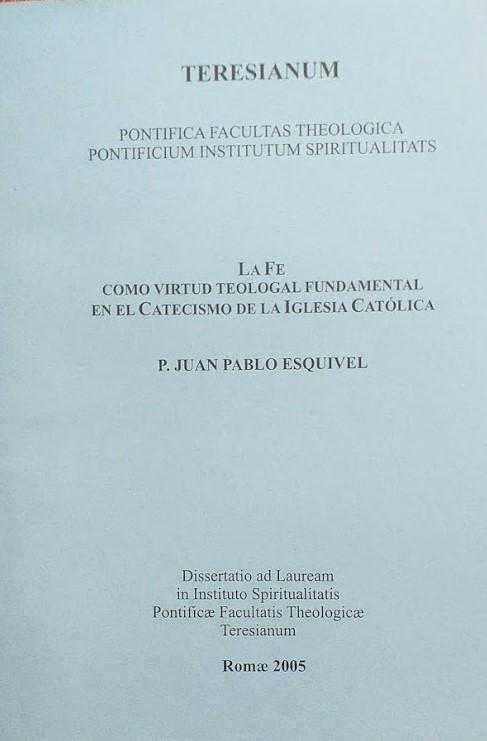 TERESIANUM
PONTIFICA FACULTAS THEOLOGICA
PONTIFICIUM INSTITUTUM SPIRITUALITATS
LA FE
COMO VIRTUD TEOLOGAL FUNDAMENTAL
EN EL CATECISMO DE LA IGLESIA CATÓLICA
P. JUAN PABLO ESQUIVEL
Dissertatio ad Lauream
in Instituto Spiritualitatis
Pontificæ Facultatis Theologicæ
Teresianum
Romæ 2005